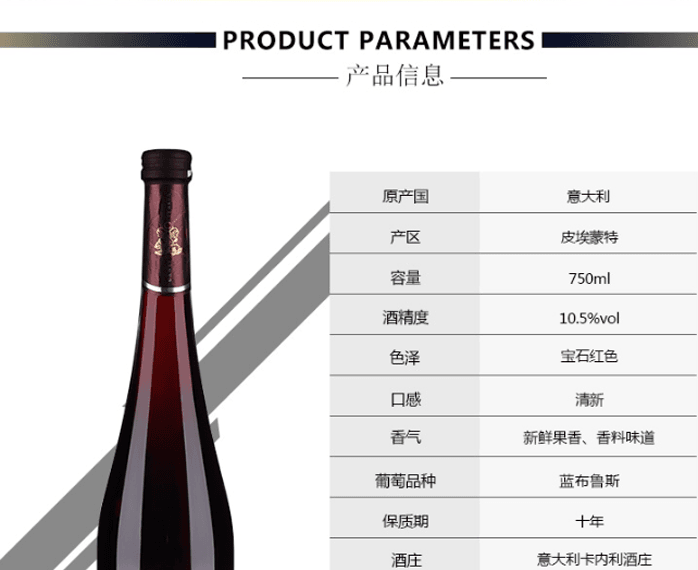 PRODUCT PARAMETERS
产品信息
原产国 意大利
产区 皮埃蒙特
容量 750ml
酒精度 10.5%vol
色泽 宝石红色
口感 清新
香气 新鲜果香、香料味道
葡萄品种 蓝布鲁斯
保质期 十年
酒庄 意大利卡内利酒庄